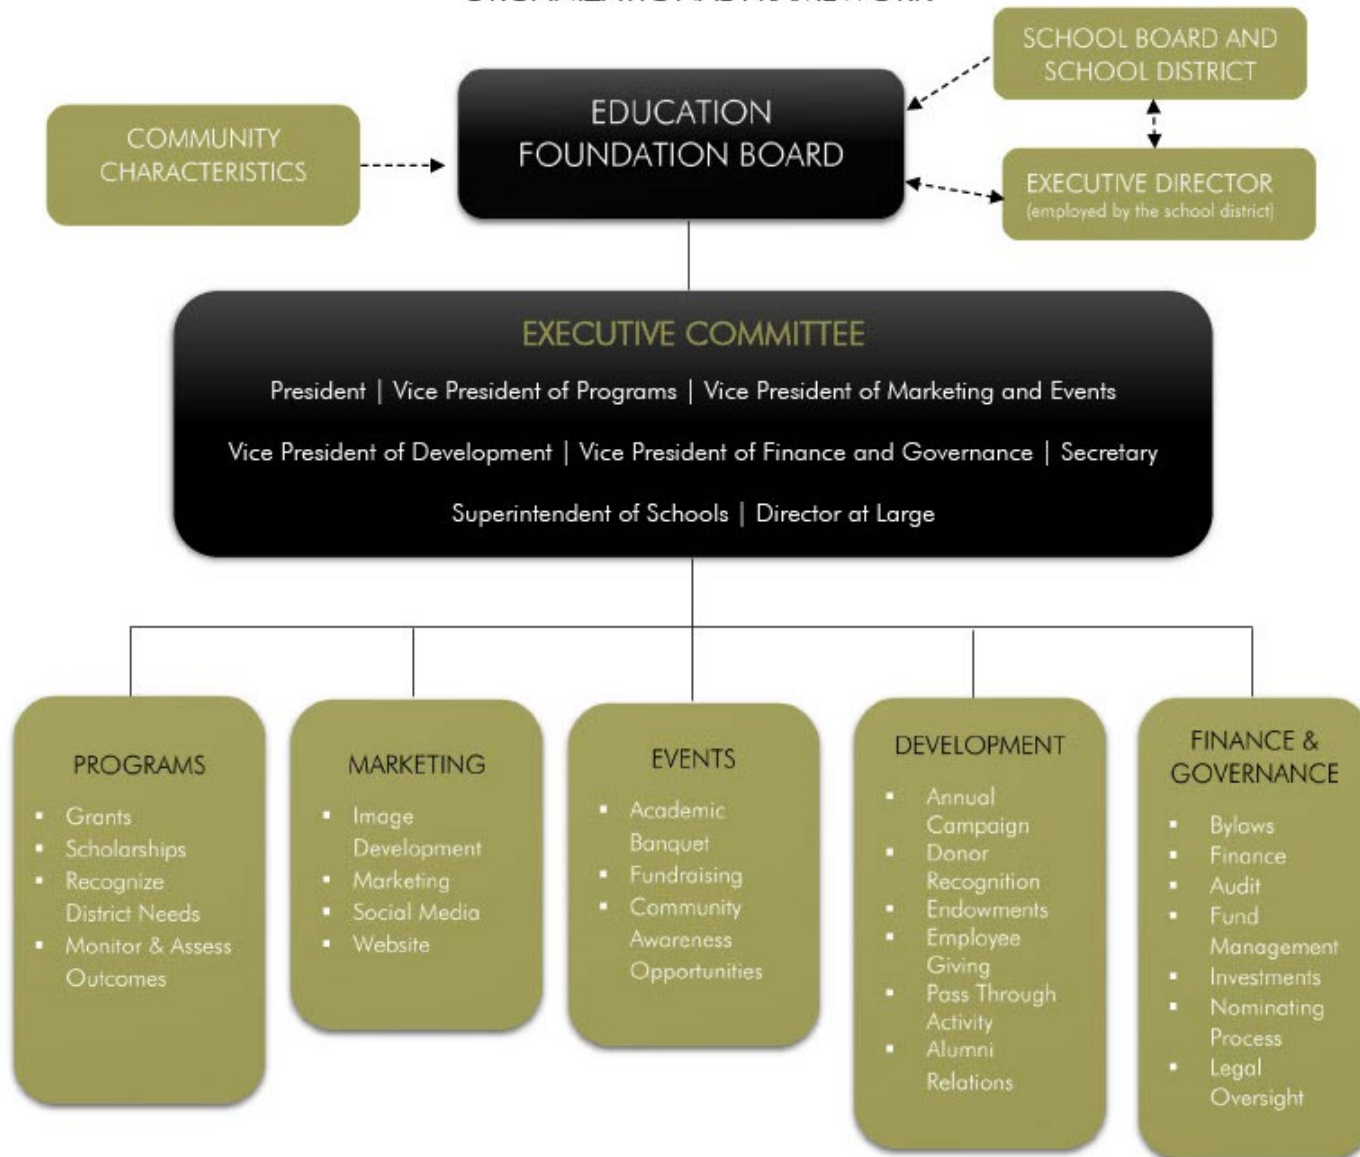 SCHOOL BOARD AND
SCHOOL DISTRICT
EDUCATION
FOUNDATION BOARD
COMMUNITY
CHARACTERISTICS
EXECUTIVE DIRECTOR
(employed by the school district)
EXECUTIVE COMMITTEE
President | Vice President of Programs | Vice President of Marketing and Events
Vice President of Development | Vice President of Finance and Governance | Secretary
Superintendent of Schools | Director at Large
PROGRAMS
▪ Grants
▪ Scholarships
▪ Recognize
District Needs
▪ Monitor & Assess
Outcomes
MARKETING
▪ Image
Development
▪ Marketing
▪ Social Media
▪ Website
EVENTS
▪ Academic
Banquet
▪ Fundraising
▪ Community
Awareness
Opportunities
DEVELOPMENT
▪ Annual
Campaign
▪ Donor
Recognition
▪ Endowments
▪ Employee
Giving
▪ Pass Through
Activity
▪ Alumni
Relations
FINANCE &
GOVERNANCE
▪ Bylaws
▪ Finance
▪ Audit
▪ Fund
Management
▪ Investments
▪ Nominating
Process
▪ Legal
Oversight